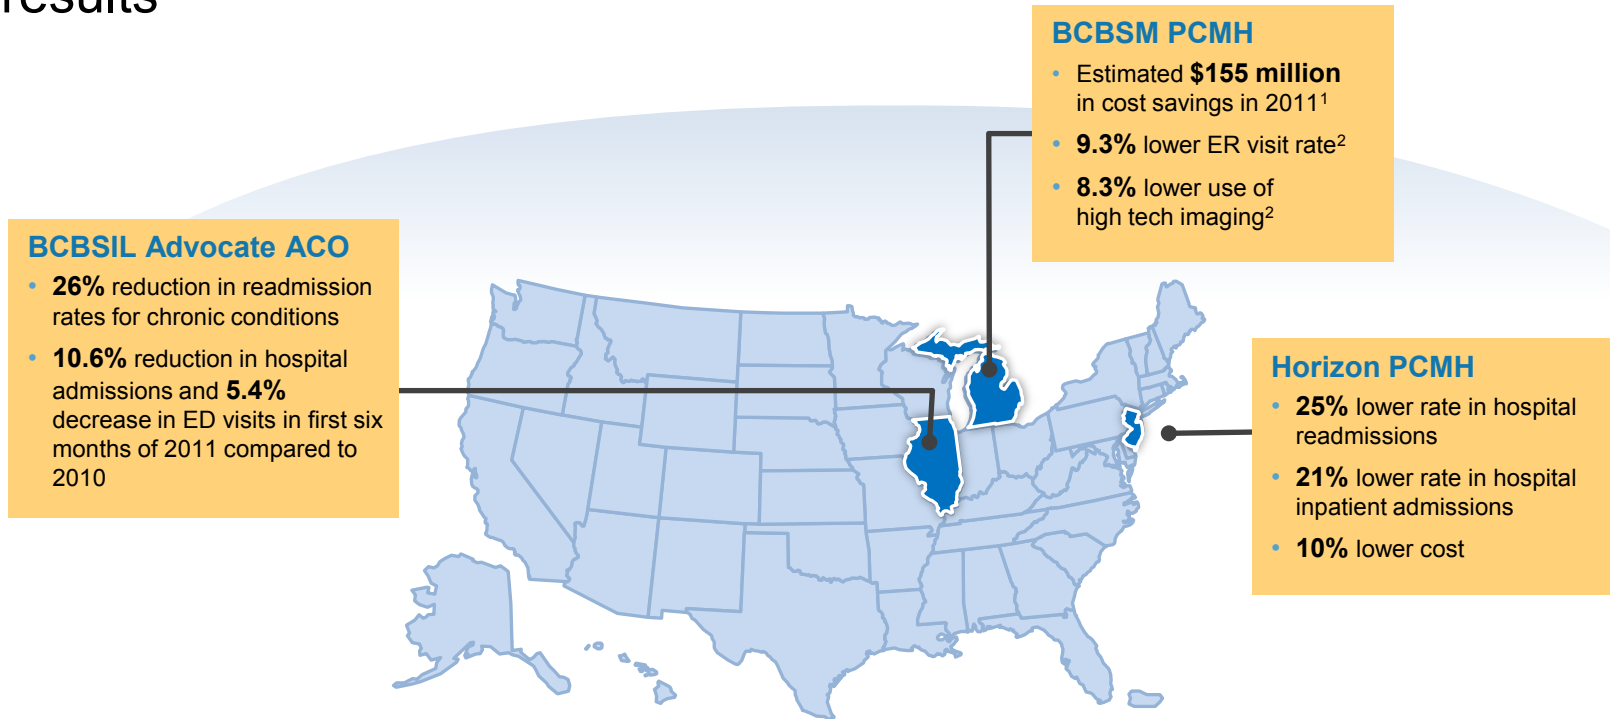 results
BCBSM PCMH
• Estimated $155 million
in cost savings in 2011¹
• 9.3% lower ER visit rate²
• 8.3% lower use of
high tech imaging²
BCBSIL Advocate ACO
• 26% reduction in readmission
rates for chronic conditions
• 10.6% reduction in hospital
admissions and 5.4%
decrease in ED visits in first six
months of 2011 compared to
2010
Horizon PCMH
• 25% lower rate in hospital
readmissions
• 21% lower rate in hospital
inpatient admissions
• 10% lower cost